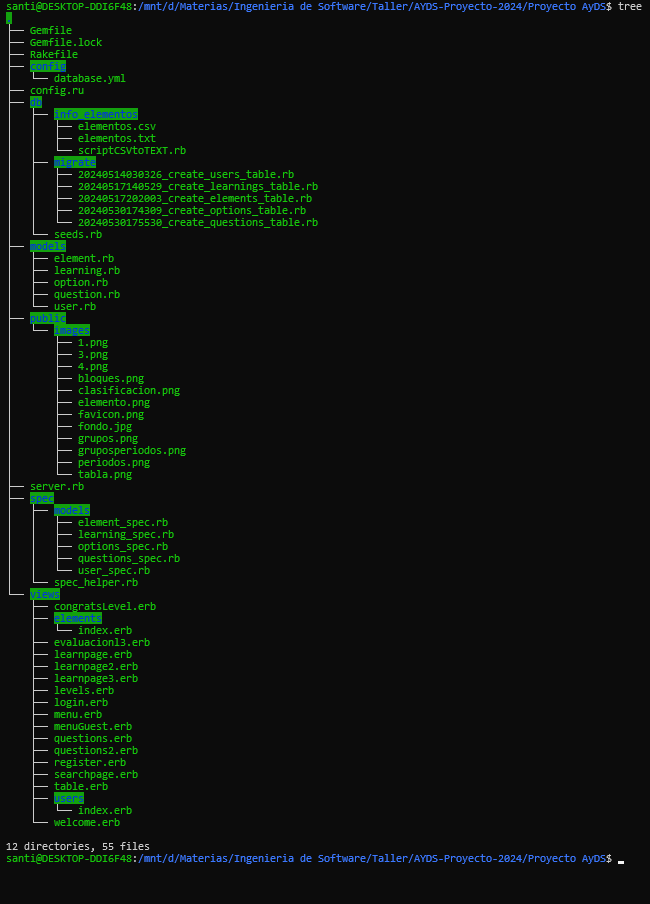 santi@DESKTOP-DDI6F48:/mnt/d/Materias/Ingenieria de Software/Taller/AYDS-Proyecto-2024/Proyecto AyDS$ tree
.
├── Gemfile
├── Gemfile.lock
├── Rakefile
├── config
│   └── database.yml
├── config.ru
├── db
│   ├── info_elementos
│   │   ├── elementos.csv
│   │   ├── elementos.txt
│   │   └── scriptCSVtoTEXT.rb
│   ├── migrate
│   │   ├── 20240514030326_create_users_table.rb
│   │   ├── 20240517140529_create_learnings_table.rb
│   │   ├── 20240517202003_create_elements_table.rb
│   │   ├── 20240530174309_create_options_table.rb
│   │   └── 20240530175530_create_questions_table.rb
│   └── seeds.rb
├── models
│   ├── element.rb
│   ├── learning.rb
│   ├── option.rb
│   ├── question.rb
│   └── user.rb
├── public
│   └── images
│       ├── 1.png
│       ├── 3.png
│       ├── 4.png
│       ├── bloques.png
│       ├── clasificacion.png
│       ├── elemento.png
│       ├── favicon.png
│       ├── fondo.jpg
│       ├── grupos.png
│       ├── gruposperiodos.png
│       ├── periodos.png
│       └── tabla.png
├── server.rb
├── spec
│   ├── models
│   │   ├── element_spec.rb
│   │   ├── learning_spec.rb
│   │   ├── options_spec.rb
│   │   ├── questions_spec.rb
│   │   └── user_spec.rb
│   └── spec_helper.rb
└── views
    ├── congratsLevel.erb
    ├── elements
    │   └── index.erb
    ├── evaluacionl3.erb
    ├── learnpage.erb
    ├── learnpage2.erb
    ├── learnpage3.erb
    ├── levels.erb
    ├── login.erb
    ├── menu.erb
    ├── menuGuest.erb
    ├── questions.erb
    ├── questions2.erb
    ├── register.erb
    ├── searchpage.erb
    ├── table.erb
    ├── users
    │   └── index.erb
    └── welcome.erb

12 directories, 55 files
santi@DESKTOP-DDI6F48:/mnt/d/Materias/Ingenieria de Software/Taller/AYDS-Proyecto-2024/Proyecto AyDS$